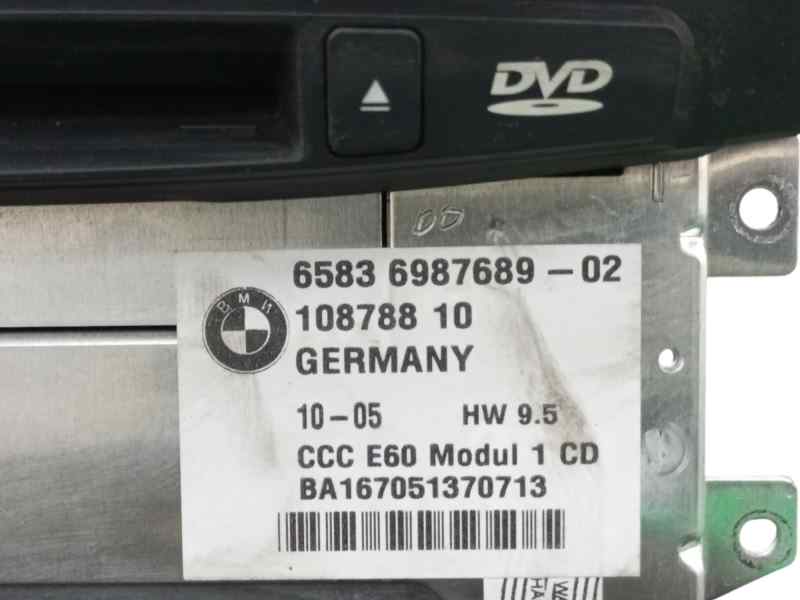 DVD
DD
6583 6987689-02
BMW
108788 10
GERMANY
10-05 HW 9.5
CCC E60 Modul 1 CD
BA167051370713